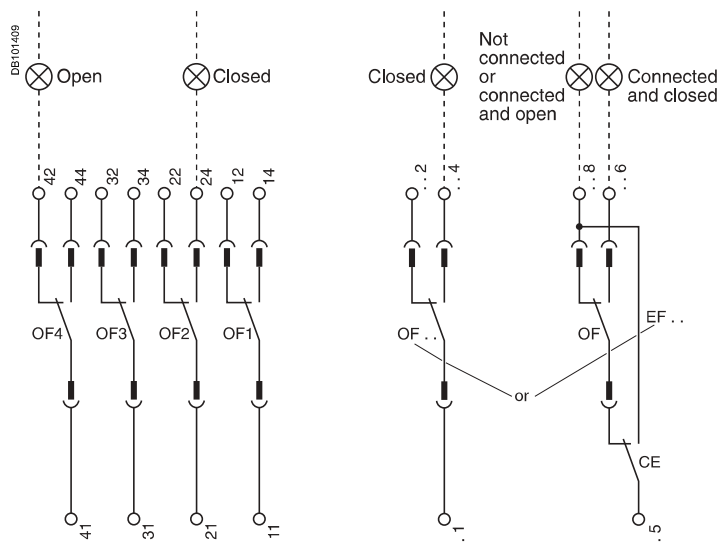 DB101409
Open
Closed
Closed
Not
connected
or
connected
and open
Connected
and closed
42
44
32
34
22
24
12
14
. . 2
. . 4
. . 8
. . 6
OF4
OF3
OF2
OF1
OF . .
OF
EF . .
or
CE
41
31
21
11
. 1
. 5